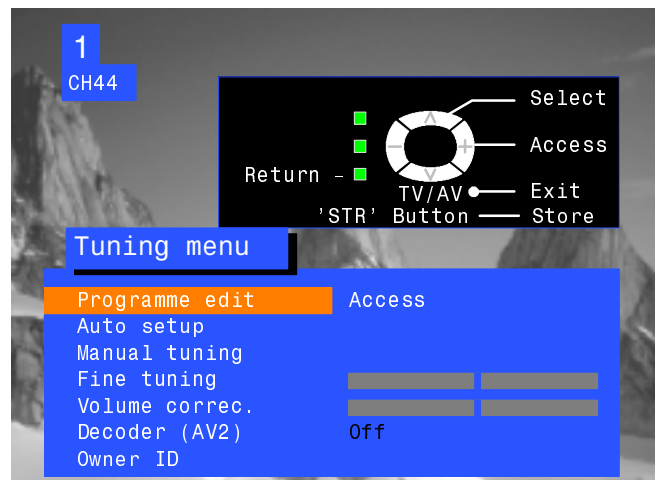 1
CH44
Select
Access
Return –
TV/AV Exit
'STR' Button Store
Tuning menu
Programme edit Access
Auto setup
Manual tuning
Fine tuning
Volume correc.
Decoder (AV2) Off
Owner ID